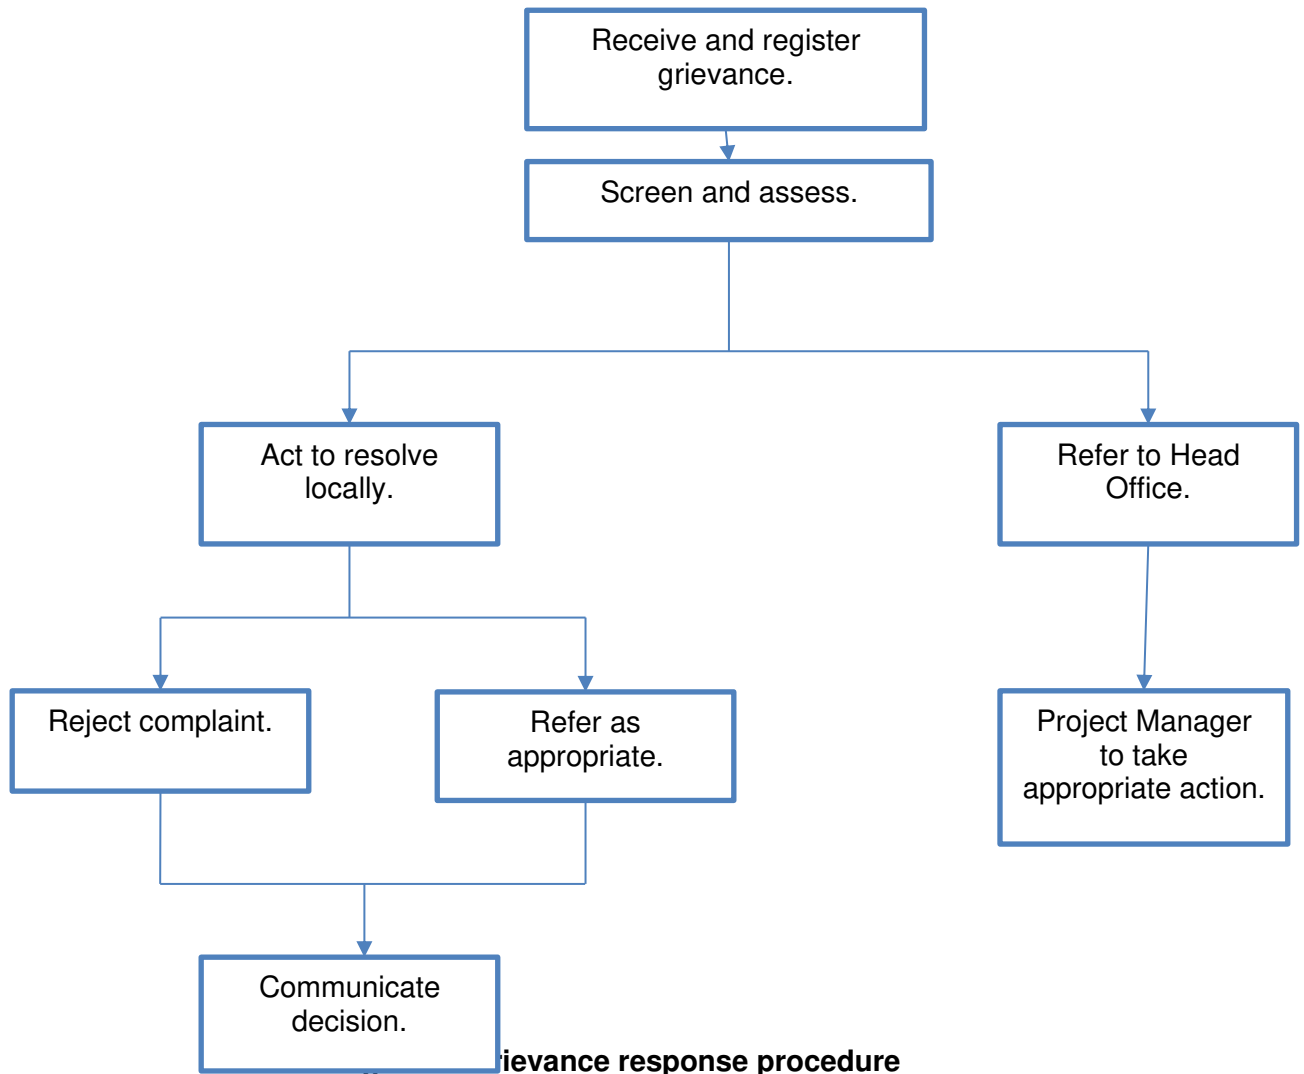 Receive and register
grievance.
Screen and assess.
Act to resolve
locally.
Refer to Head
Office.
Reject complaint.
Refer as
appropriate.
Project Manager
to take
appropriate action.
Communicate
decision.
rievance response procedure